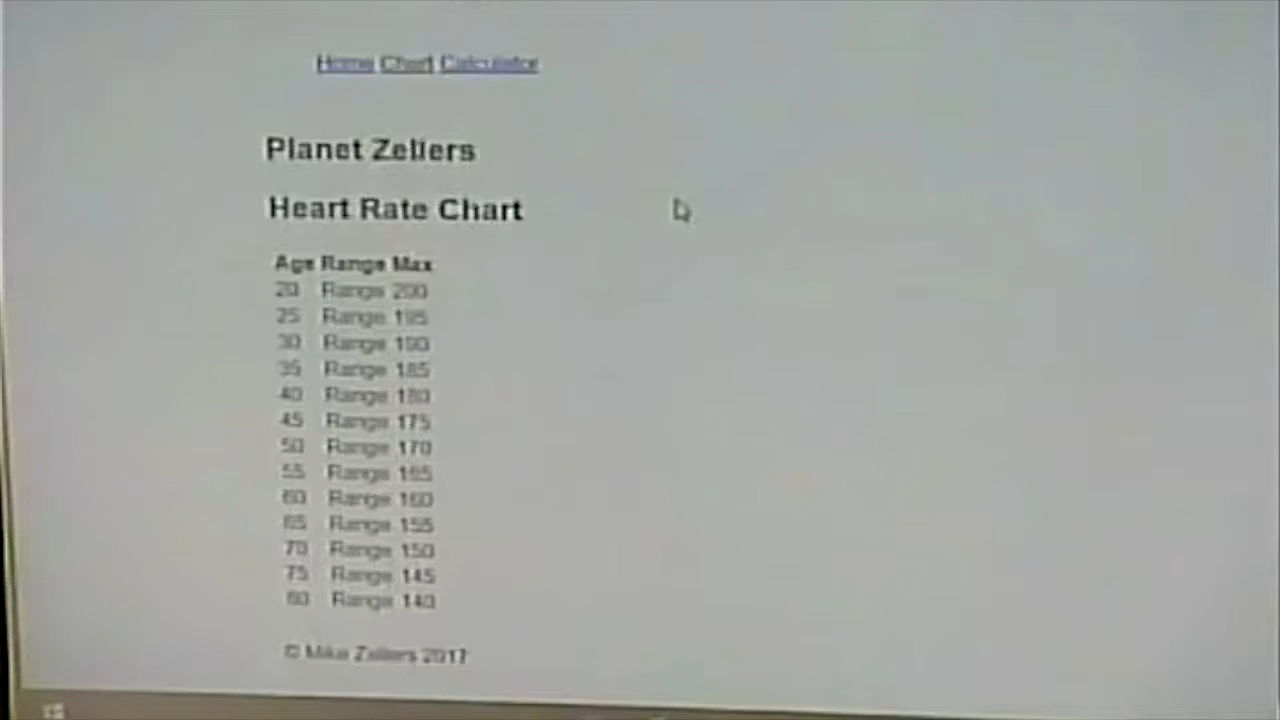 Home Chart Calculator
Planet Zellers
Heart Rate Chart
Age Range Max
20 Range 200
25 Range 195
30 Range 190
35 Range 185
40 Range 180
45 Range 175
50 Range 170
55 Range 165
60 Range 160
65 Range 155
70 Range 150
75 Range 145
80 Range 140
© Mike Zellers 2017